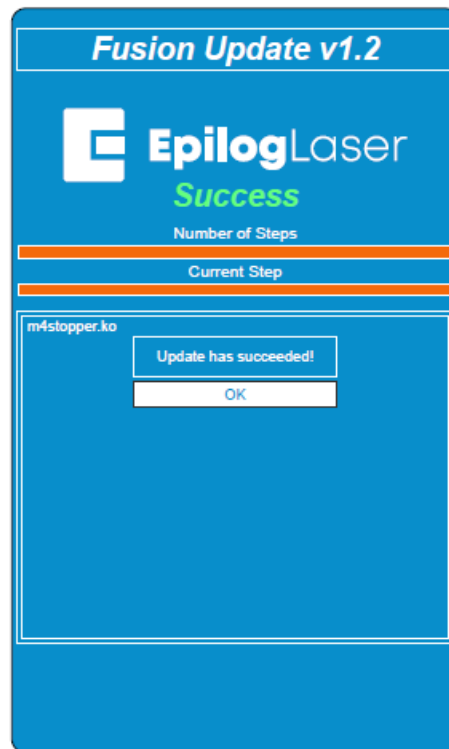 Fusion Update v1.2
EpilogLaser
Success
Number of Steps
Current Step
m4stopper.ko
Update has succeeded!
OK